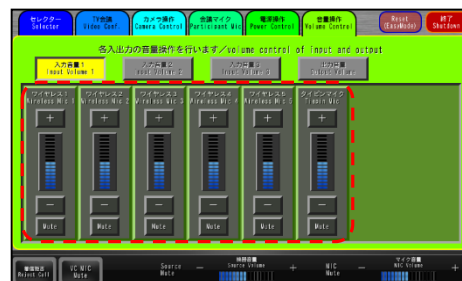 セレクター
Selector
TV会議
Video Conf.
カメラ操作
Camera Control
会議マイク
Participant Mic
電源操作
Power Control
音量操作
Volume Control
Reset
(EasyMode)
終了
Shutdown
各入出力の音量操作を行います/volume control of Input and output
入力音量1
Input Volume 1
入力音量2
Input Volume 2
入力音量3
Input Volume 3
出力音量
Output Volume
ワイヤレス1
Wireless Mic 1
ワイヤレス2
Wireless Mic 2
ワイヤレス3
Wireless Mic 3
ワイヤレス4
Wireless Mic 4
ワイヤレス5
Wireless Mic 5
タイピンマイク
Tiepin Mic
+ + + + + +
− − − − − −
Mute Mute Mute Mute Mute Mute
着信拒否
Reject Call
VC MIC
Mute
Source
Mute
−
Source Volume
+
MIC
Mute
−
マイク音量
MIC Volume
+